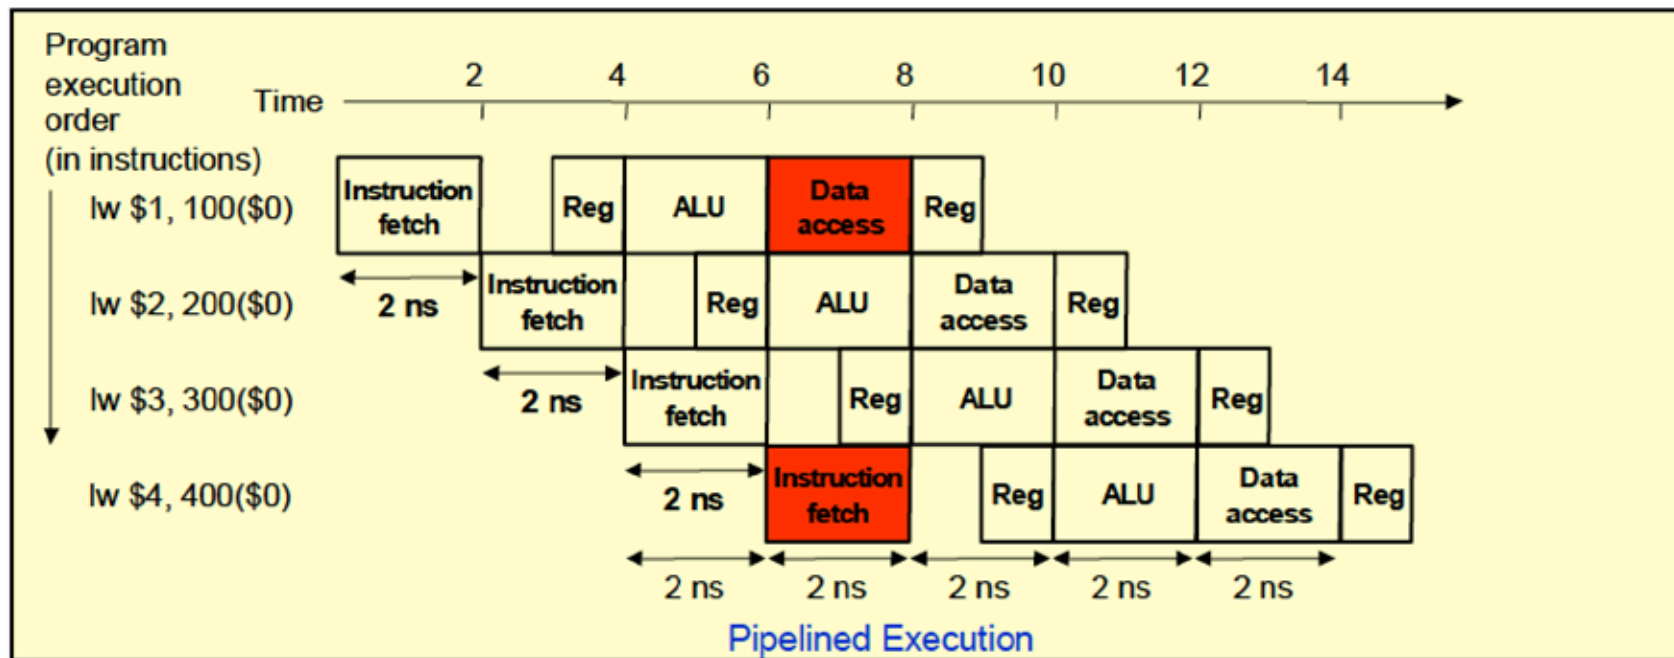 Program
execution
order
(in instructions)
Time
2 4 6 8 10 12 14
lw $1, 100($0)
Instruction
fetch
Reg
ALU
Data
access
Reg
2 ns
lw $2, 200($0)
Instruction
fetch
Reg
ALU
Data
access
Reg
2 ns
lw $3, 300($0)
Instruction
fetch
Reg
ALU
Data
access
Reg
2 ns
lw $4, 400($0)
Instruction
fetch
Reg
ALU
Data
access
Reg
2 ns 2 ns 2 ns 2 ns 2 ns
Pipelined Execution